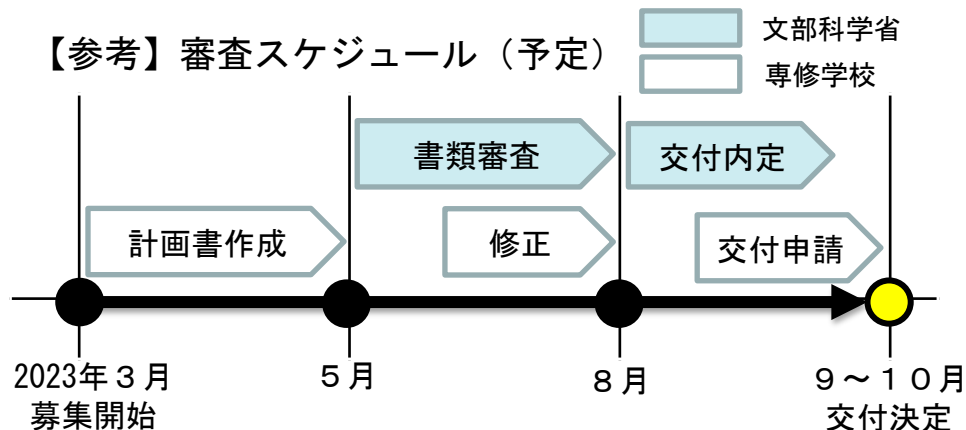 【参考】審査スケジュール（予定）
文部科学省
専修学校
書類審査
交付内定
計画書作成
修正
交付申請
2023年３月
募集開始
５月
８月
９～１０月
交付決定